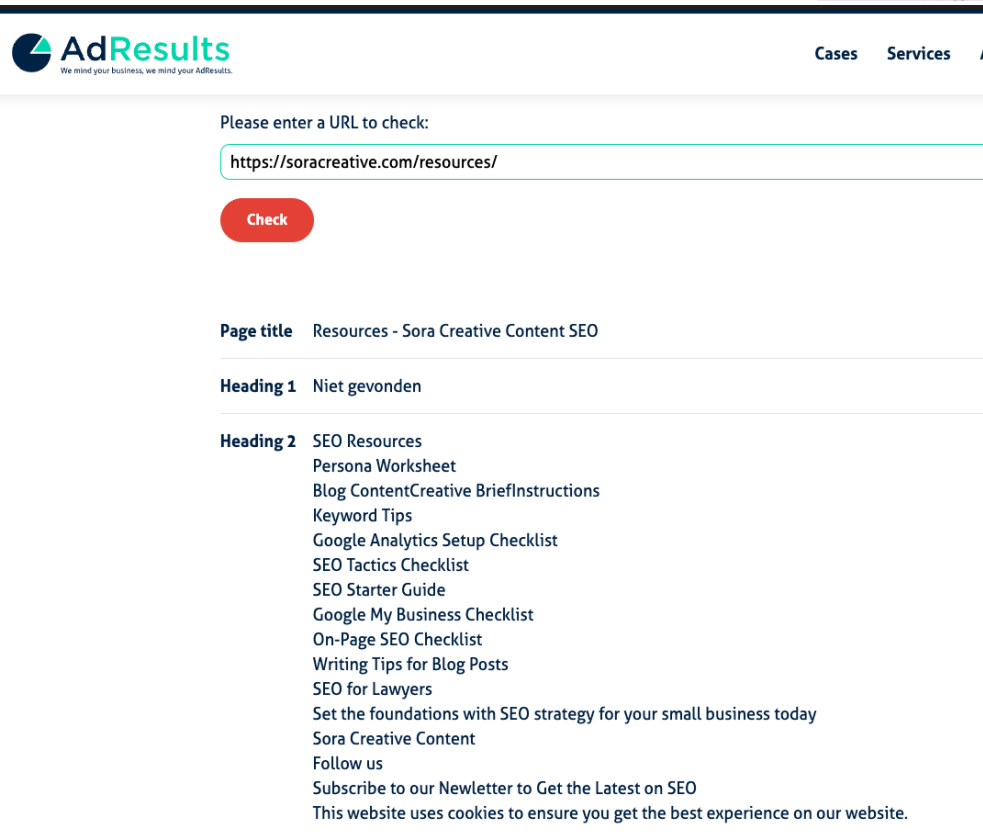 AdResults
We mind your business, we mind your AdResults.
Cases Services
Please enter a URL to check:
https://soracreative.com/resources/
Check
Page title Resources - Sora Creative Content SEO
Heading 1 Niet gevonden
Heading 2 SEO Resources
Persona Worksheet
Blog ContentCreative BriefInstructions
Keyword Tips
Google Analytics Setup Checklist
SEO Tactics Checklist
SEO Starter Guide
Google My Business Checklist
On-Page SEO Checklist
Writing Tips for Blog Posts
SEO for Lawyers
Set the foundations with SEO strategy for your small business today
Sora Creative Content
Follow us
Subscribe to our Newletter to Get the Latest on SEO
This website uses cookies to ensure you get the best experience on our website.